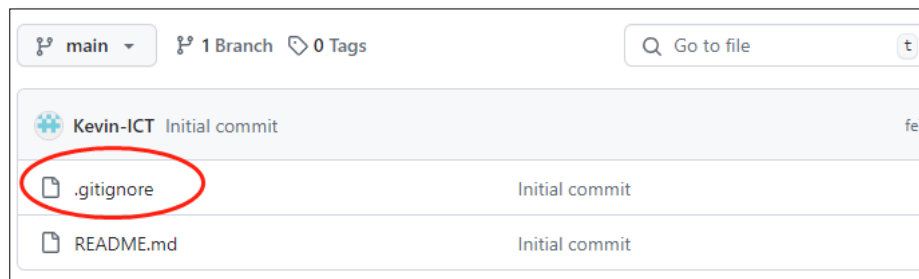 main 1 Branch 0 Tags Go to file t
Kevin-ICT Initial commit fe
.gitignore Initial commit
README.md Initial commit